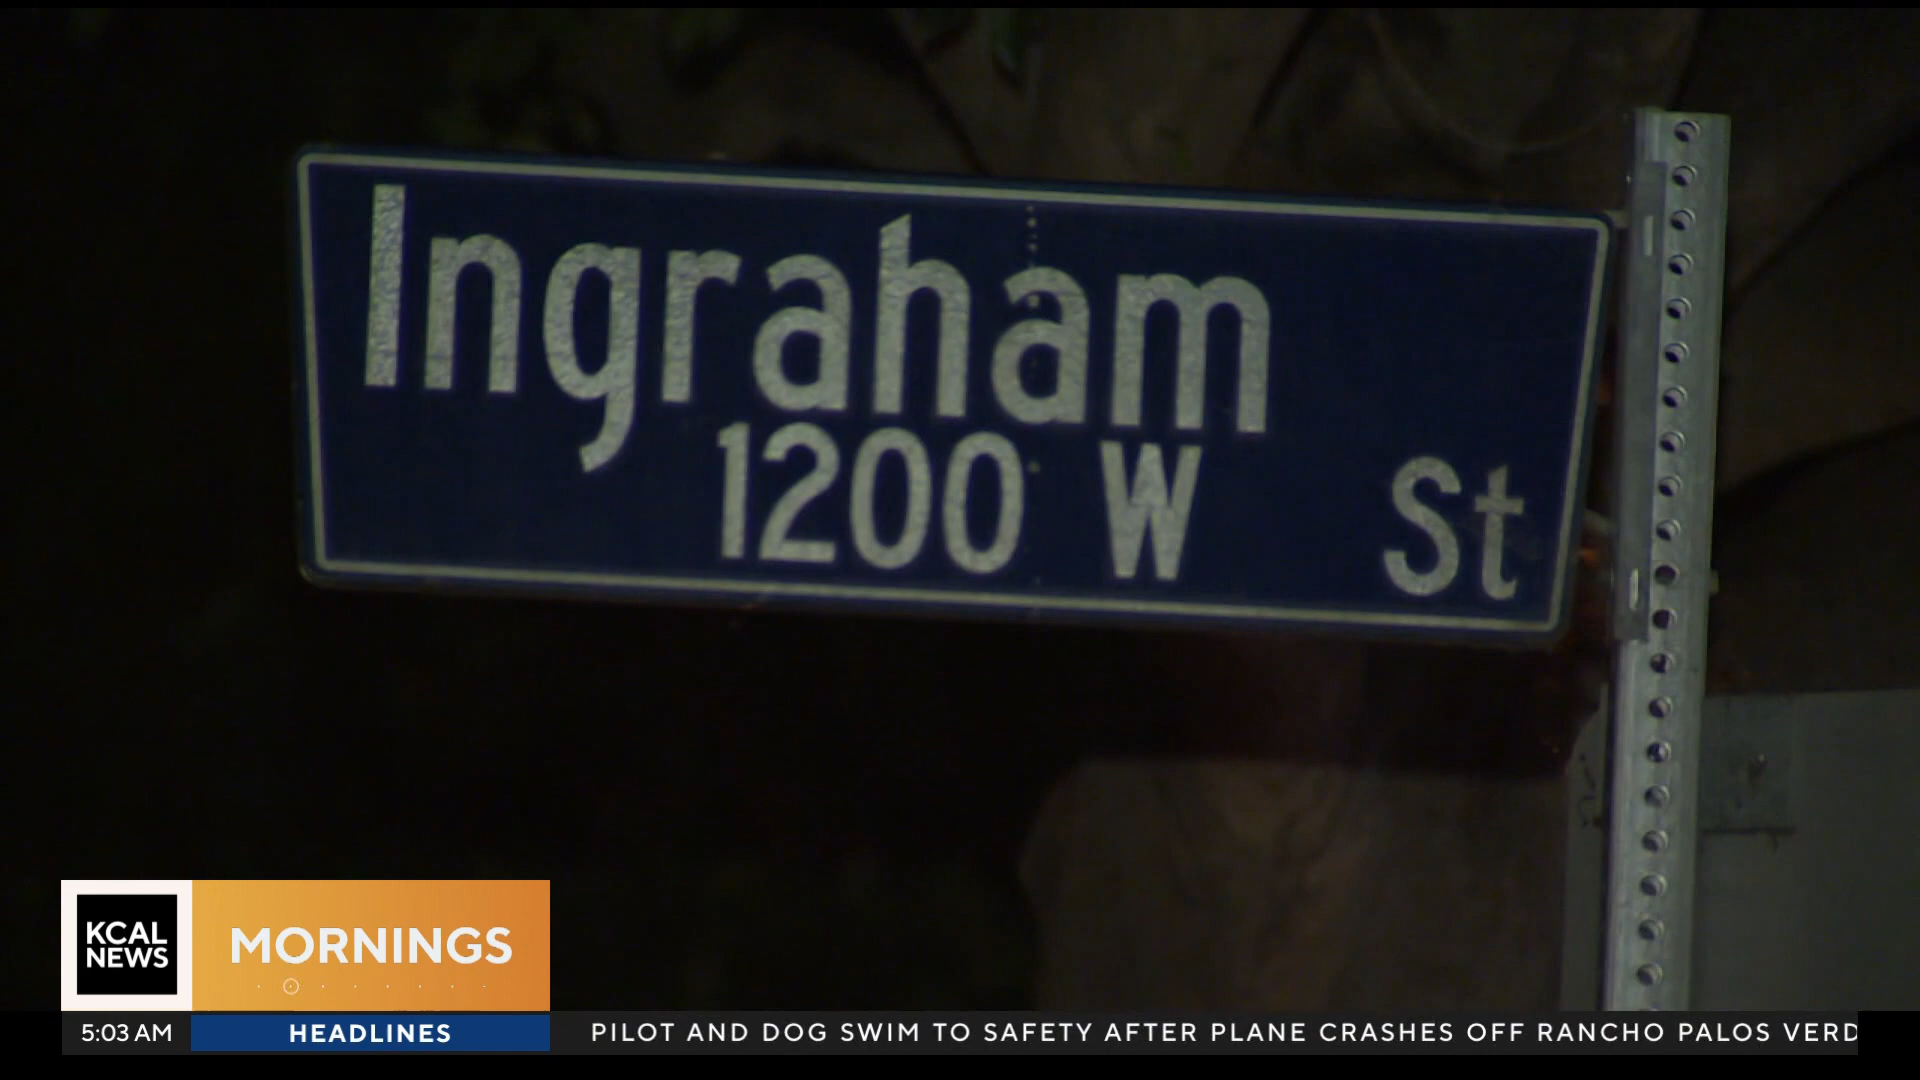 Ingraham
1200 W St
KCAL
NEWS
MORNINGS
5:03 AM
HEADLINES
PILOT AND DOG SWIM TO SAFETY AFTER PLANE CRASHES OFF RANCHO PALOS VERD